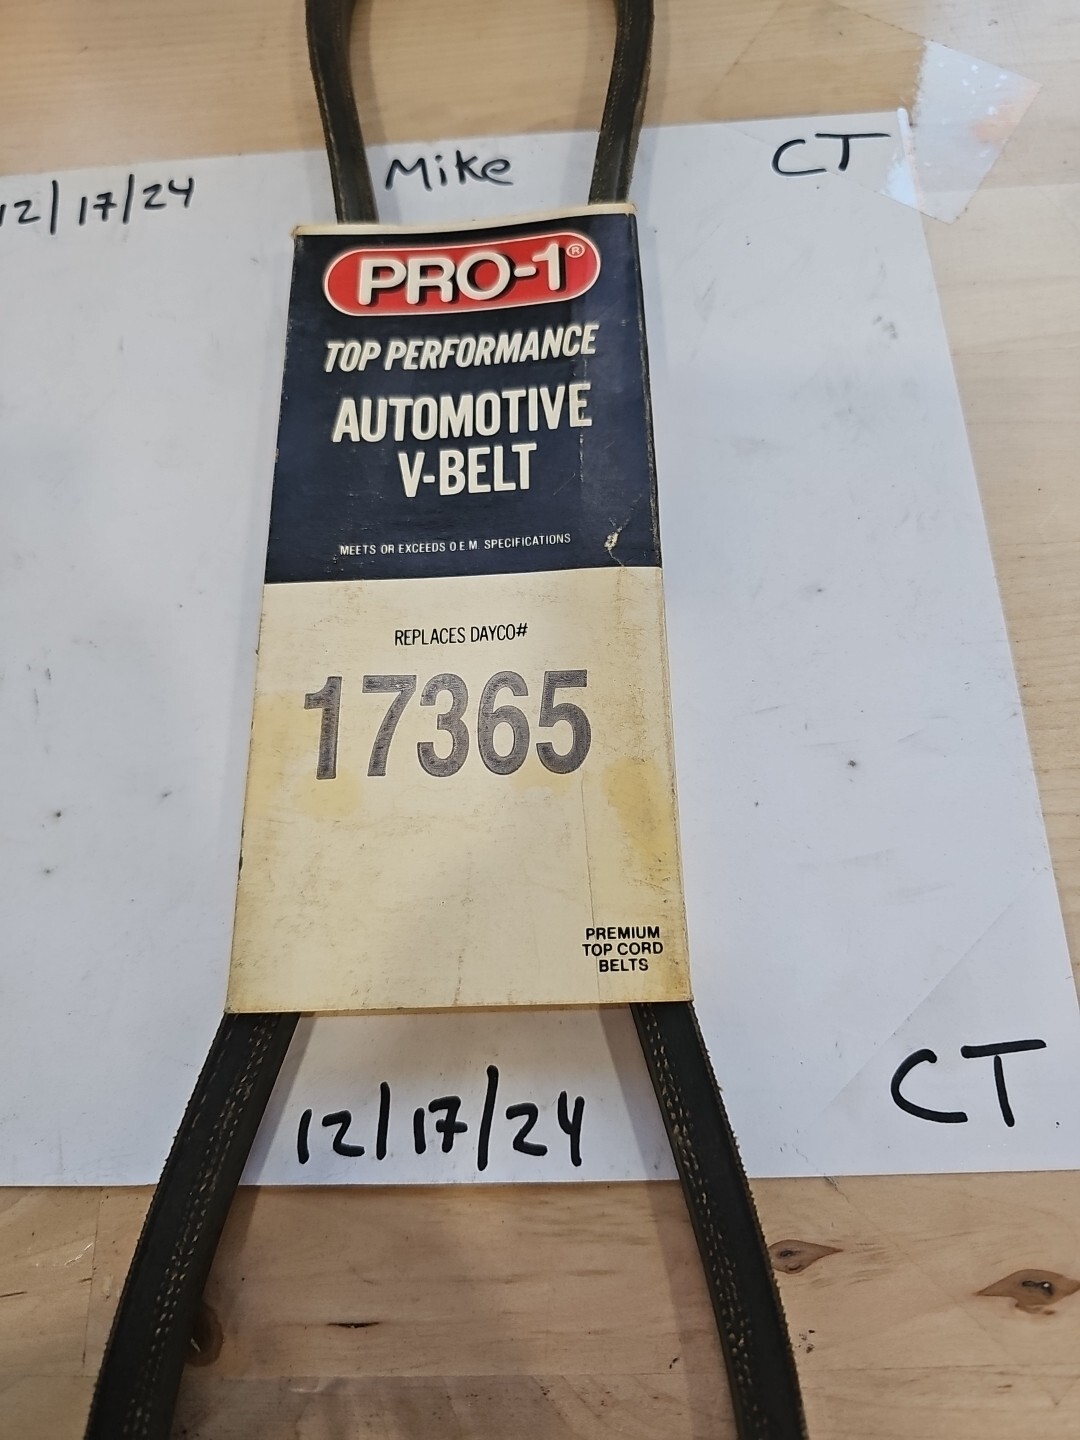 12/17/24
Mike
CT
PRO-1®
TOP PERFORMANCE
AUTOMOTIVE
V-BELT
MEETS OR EXCEEDS O.E.M. SPECIFICATIONS
REPLACES DAYCO#
17365
PREMIUM
TOP CORD
BELTS
12/17/24
CT